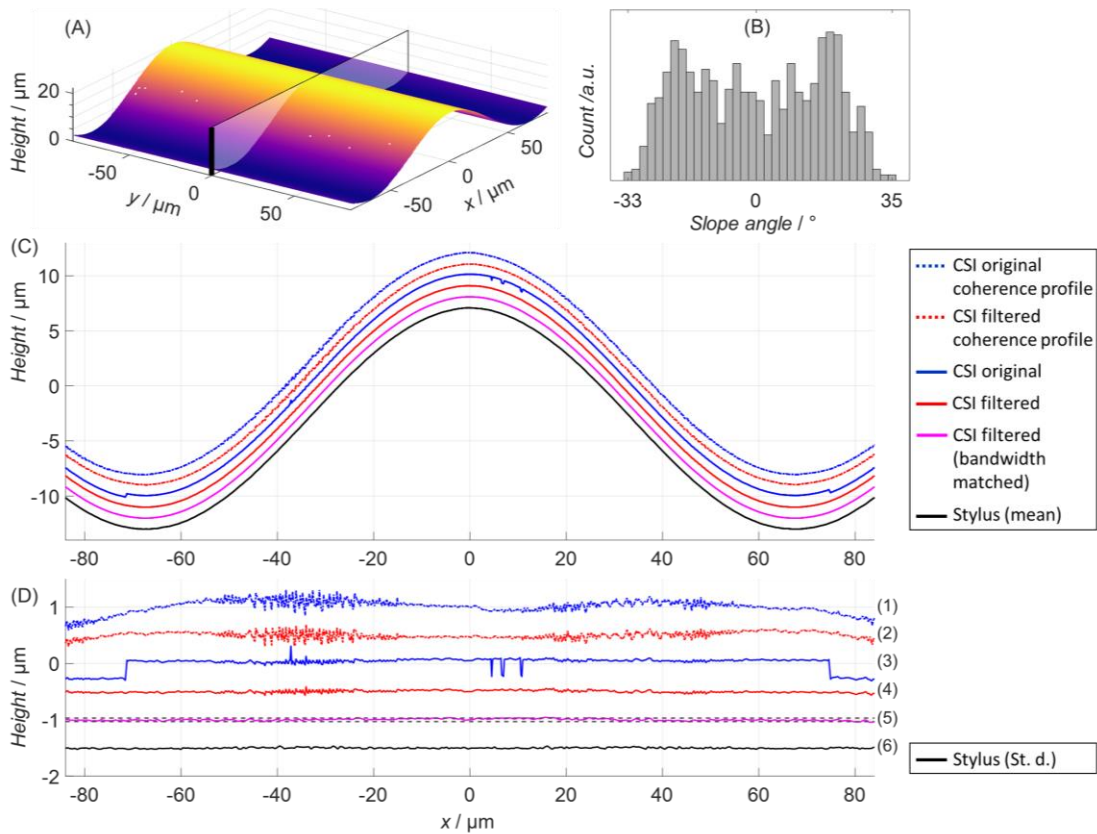 (A)
Height / µm
20
0
-50
0
50
y / µm
-50
0
50
x / µm
(B)
Count /a.u.
-33
0
35
Slope angle / °
(C)
Height / µm
10
5
0
-5
-10
-80
-60
-40
-20
0
20
40
60
80
CSI original
coherence profile
CSI filtered
coherence profile
CSI original
CSI filtered
CSI filtered
(bandwidth
matched)
Stylus (mean)
(D)
Height / µm
1
0
-1
-2
(1)
(2)
(3)
(4)
(5)
(6)
-80
-60
-40
-20
0
20
40
60
80
x / µm
Stylus (St. d.)